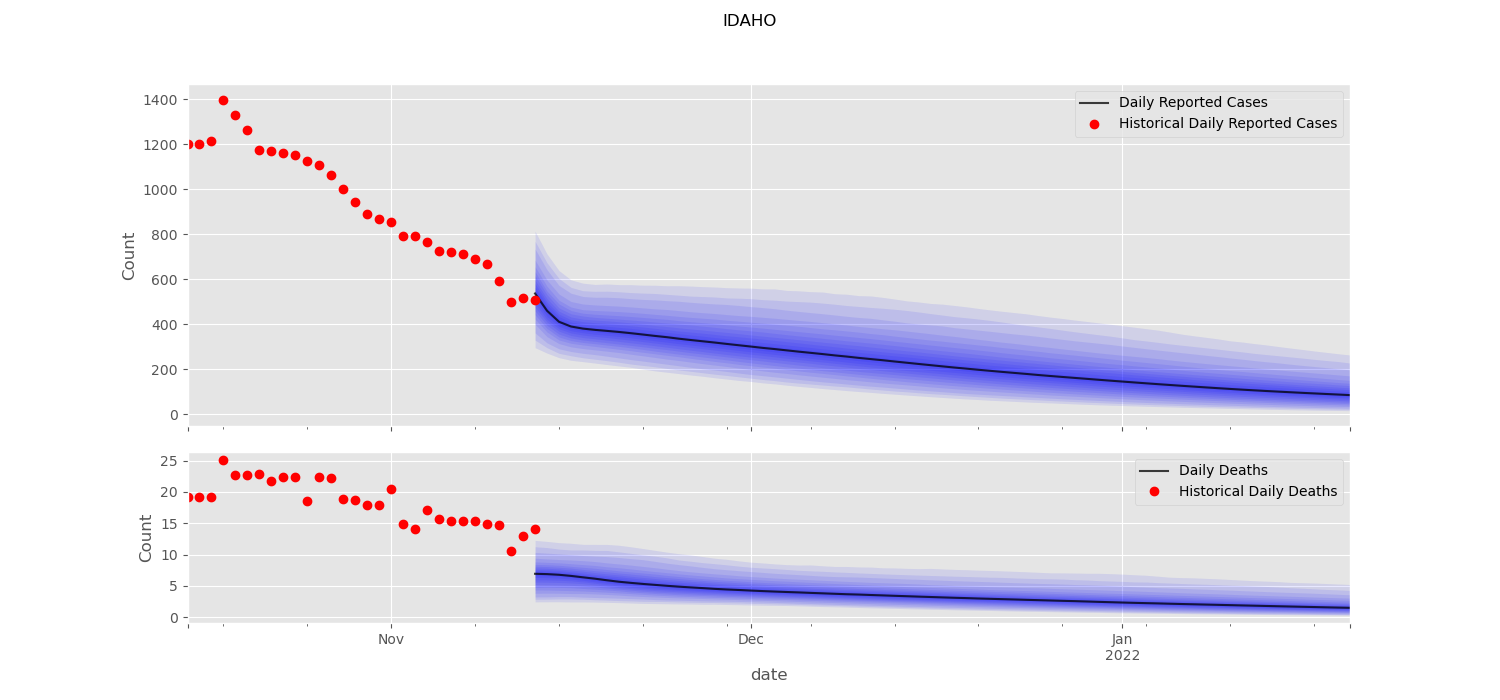 IDAHO
Daily Reported Cases
Historical Daily Reported Cases
1400
1200
1000
800
600
400
200
0
Count
Daily Deaths
Historical Daily Deaths
25
20
15
10
5
0
Count
Nov
Dec
Jan
2022
date